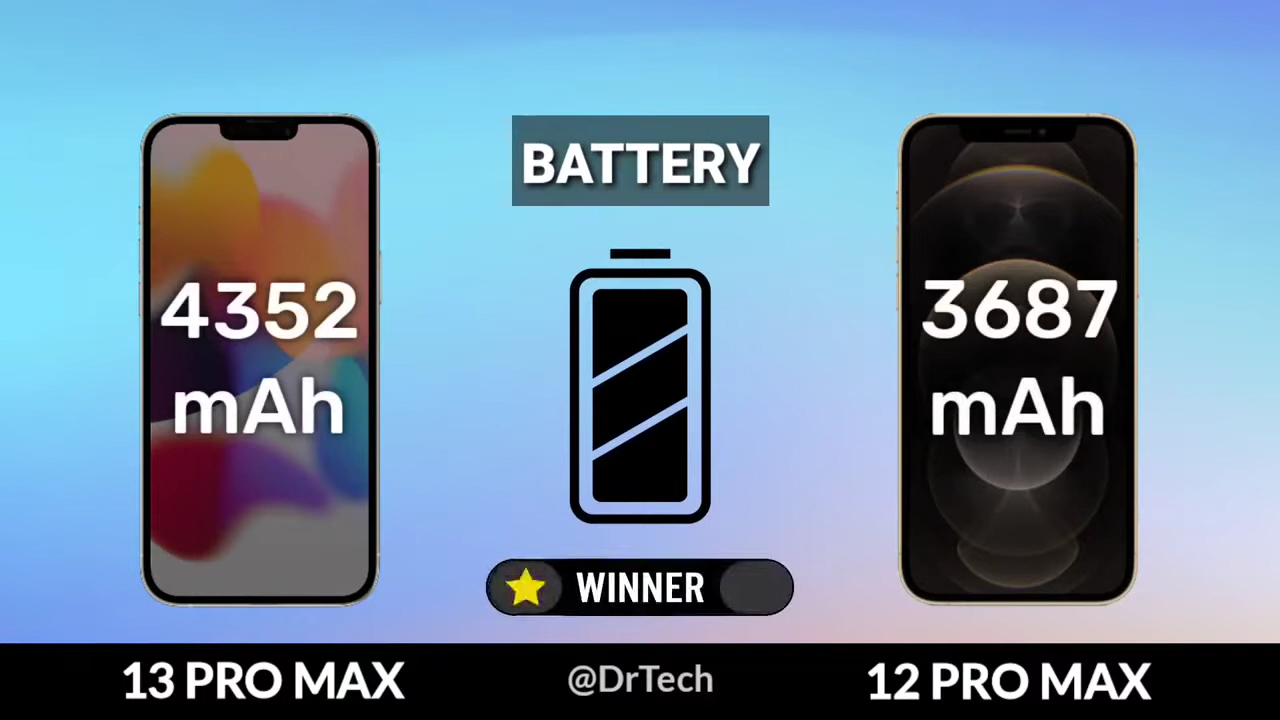 BATTERY
4352
mAh
3687
mAh
WINNER
13 PRO MAX
@DrTech
12 PRO MAX